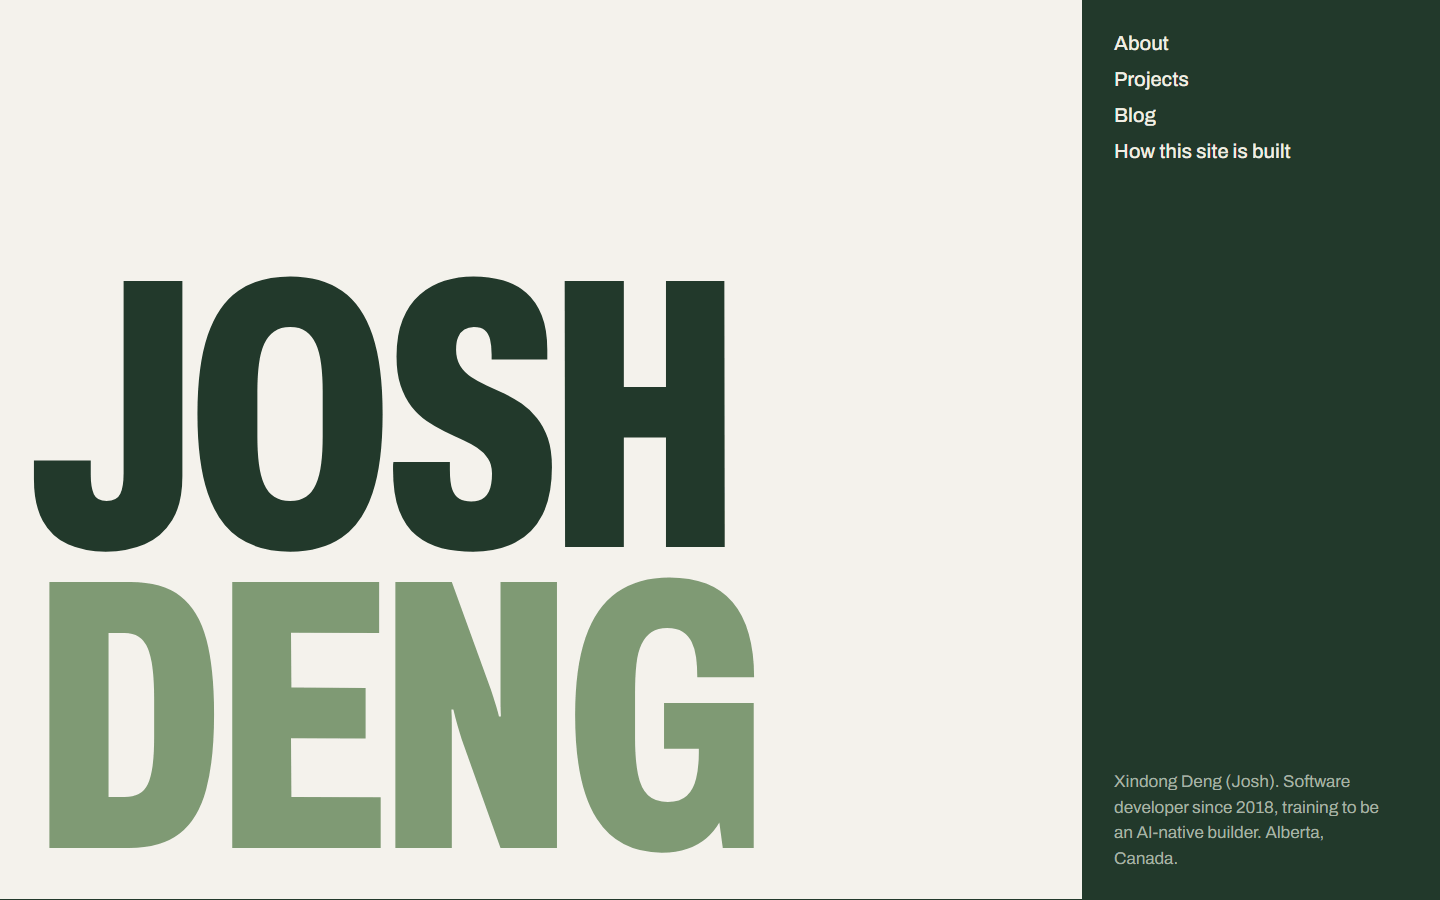 JOSH
DENG
About
Projects
Blog
How this site is built
Xindong Deng (Josh). Software
developer since 2018, training to be
an AI-native builder. Alberta,
Canada.